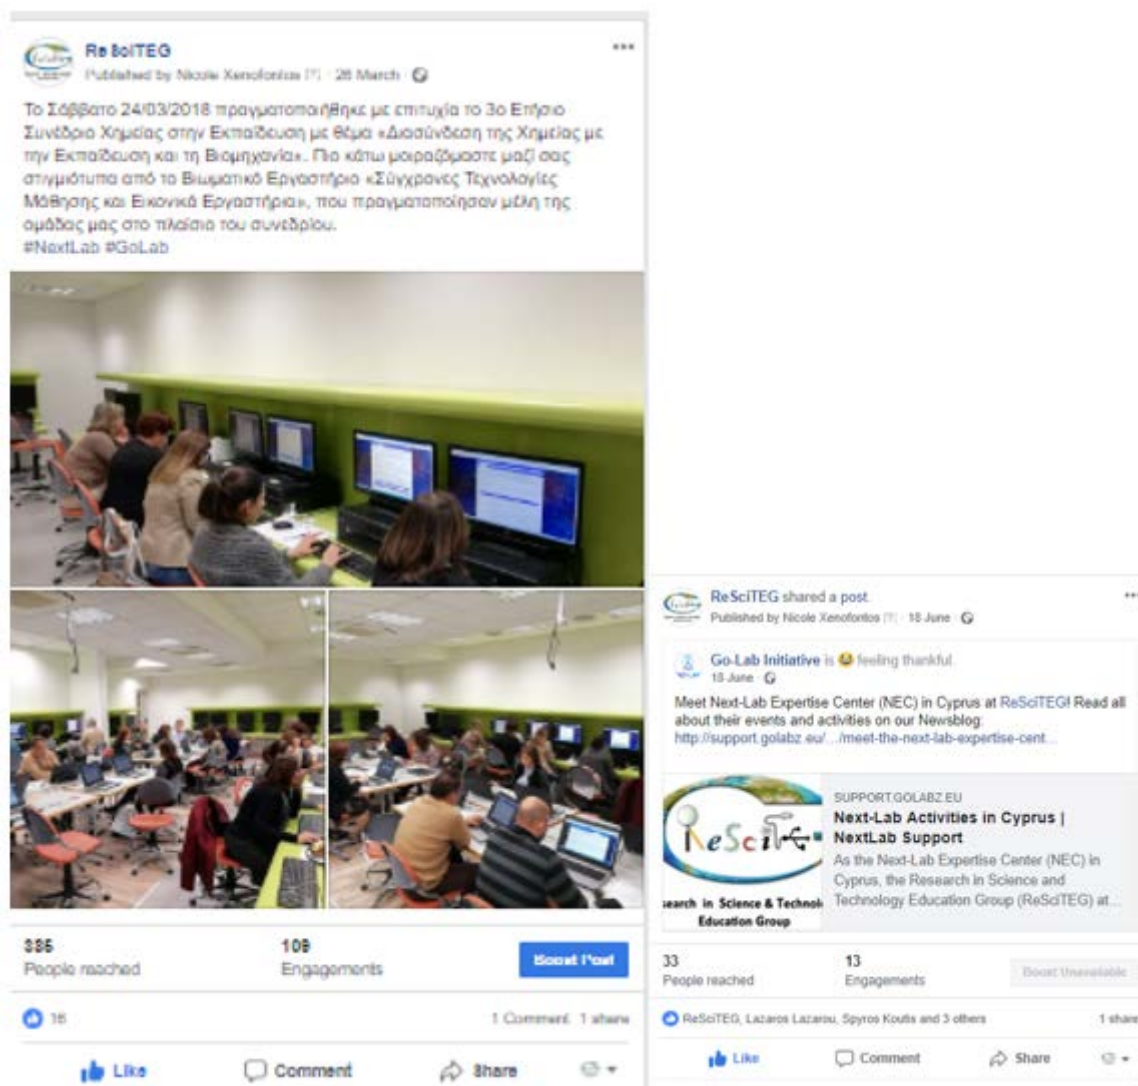 ReSciTEG
Published by Nicole Xenofontos [?] · 26 March ·
Το Σάββατο 24/03/2018 πραγματοποιήθηκε με επιτυχία το 3ο Ετήσιο
Συνέδριο Χημείας στην Εκπαίδευση με θέμα «Διασύνδεση της Χημείας με
την Εκπαίδευση και τη Βιομηχανία». Πιο κάτω μοιραζόμαστε μαζί σας
στιγμιότυπα από το Βιωματικό Εργαστήριο «Σύγχρονες Τεχνολογίες
Μάθησης και Εικονικά Εργαστήρια», που πραγματοποίησαν μέλη της
ομάδας μας στο πλαίσιο του συνεδρίου.
#NextLab #GoLab
335
People reached
109
Engagements
Boost Post
16
1 Comment 1 share
Like
Comment
Share
ReSciTEG shared a post.
Published by Nicole Xenofontos [?] · 18 June ·
Go-Lab Initiative is feeling thankful.
18 June ·
Meet Next-Lab Expertise Center (NEC) in Cyprus at ReSciTEG! Read all
about their events and activities on our Newsblog:
http://support.golabz.eu/.../meet-the-next-lab-expertise-cent...
ReSciTE
search in Science & Technol
Education Group
SUPPORT.GOLABZ.EU
Next-Lab Activities in Cyprus |
NextLab Support
As the Next-Lab Expertise Center (NEC) in
Cyprus, the Research in Science and
Technology Education Group (ReSciTEG) at...
33
People reached
13
Engagements
Boost Unavailable
ReSciTEG, Lazaros Lazarou, Spyros Koutis and 3 others
1 share
Like
Comment
Share